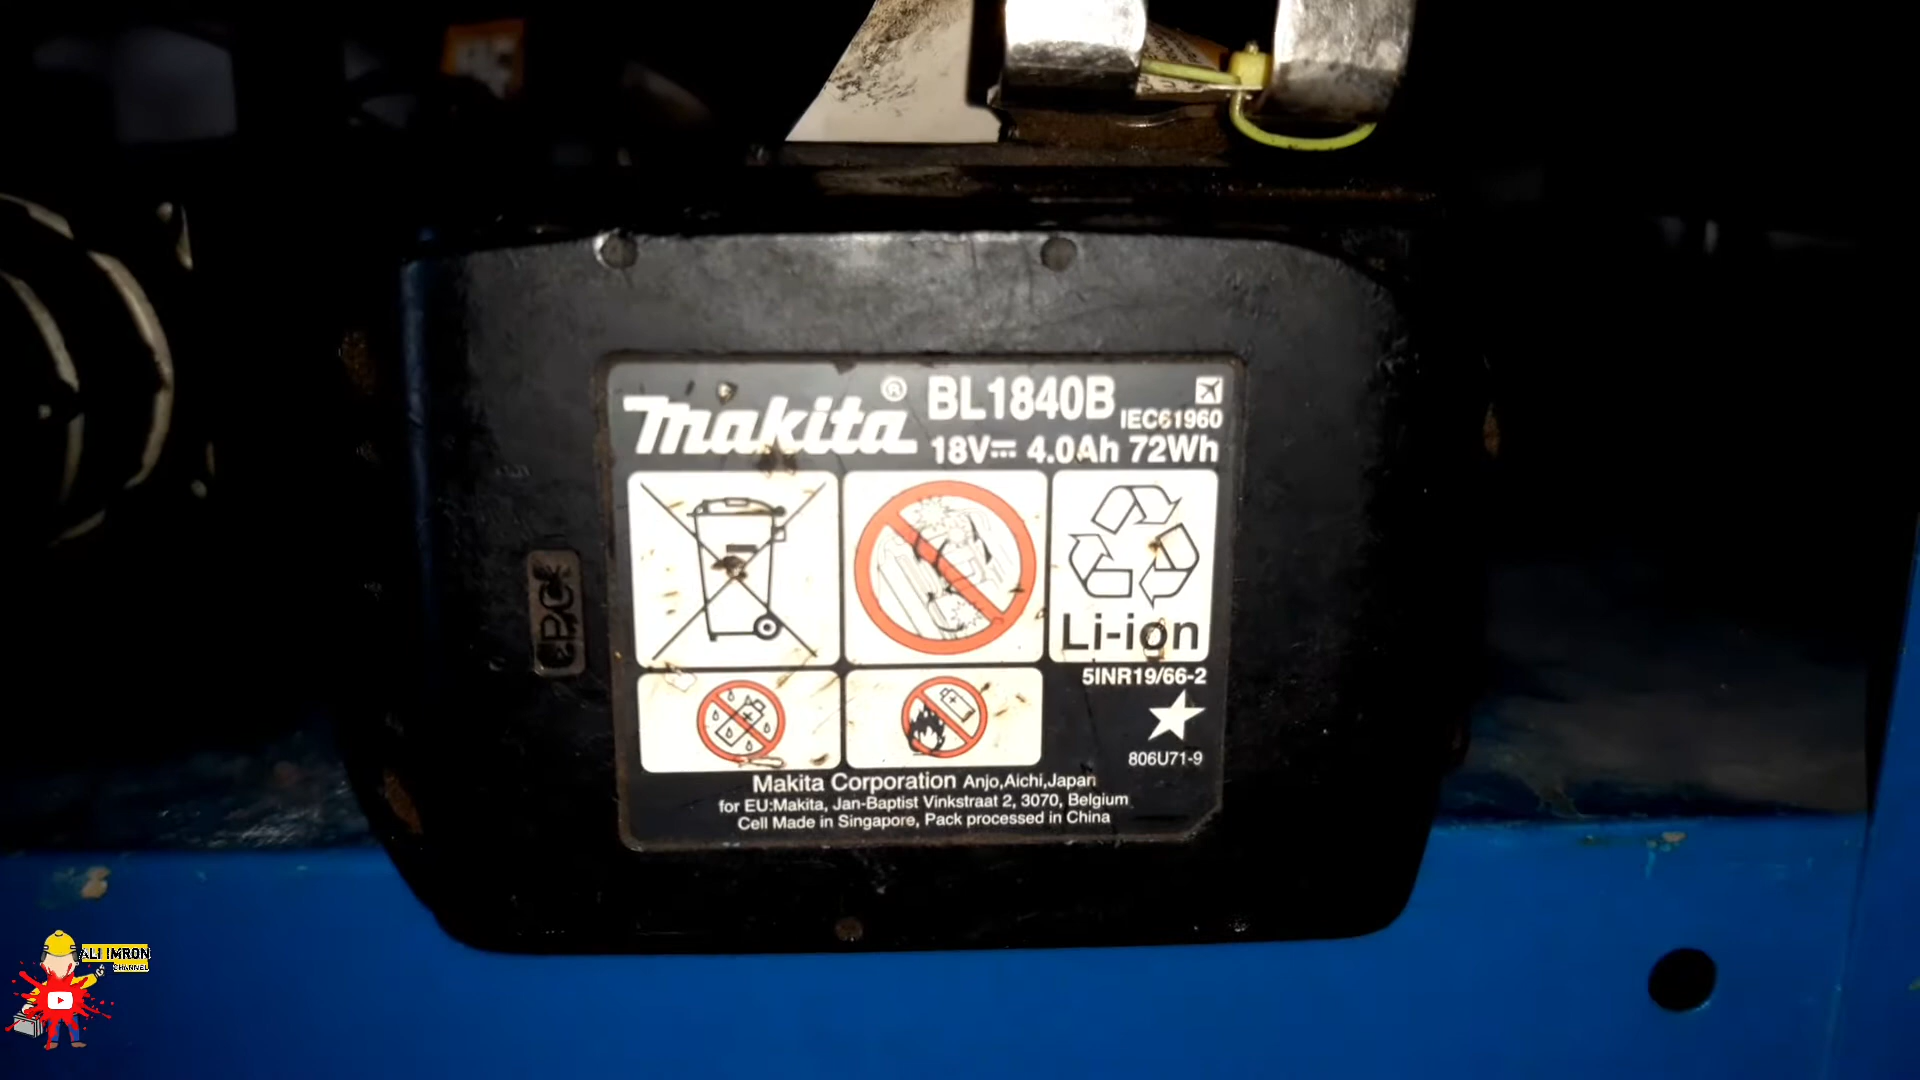 makita®
BL1840B
IEC61960
18V⎓ 4.0Ah 72Wh
Li-ion
5INR19/66-2
806U71-9
Makita Corporation Anjo,Aichi,Japan
for EU:Makita, Jan-Baptist Vinkstraat 2, 3070, Belgium
Cell Made in Singapore, Pack processed in China
ALI IMRON
CHANNEL